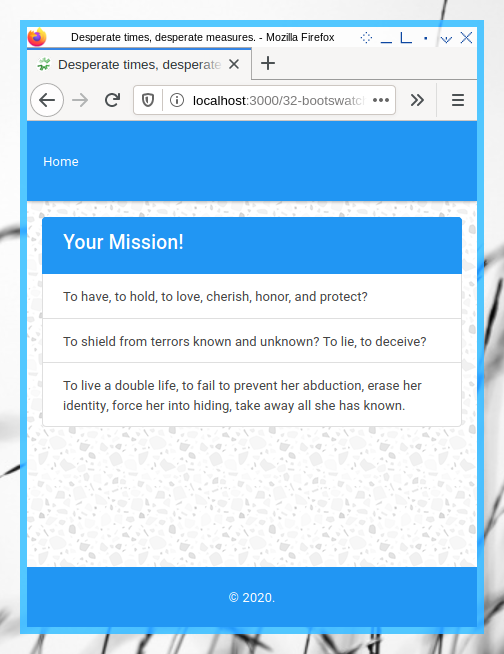 Desperate times, desperate measures. - Mozilla Firefox
Desperate times, desperate
localhost:3000/32-bootswatc
Home
Your Mission!
To have, to hold, to love, cherish, honor, and protect?
To shield from terrors known and unknown? To lie, to deceive?
To live a double life, to fail to prevent her abduction, erase her
identity, force her into hiding, take away all she has known.
© 2020.